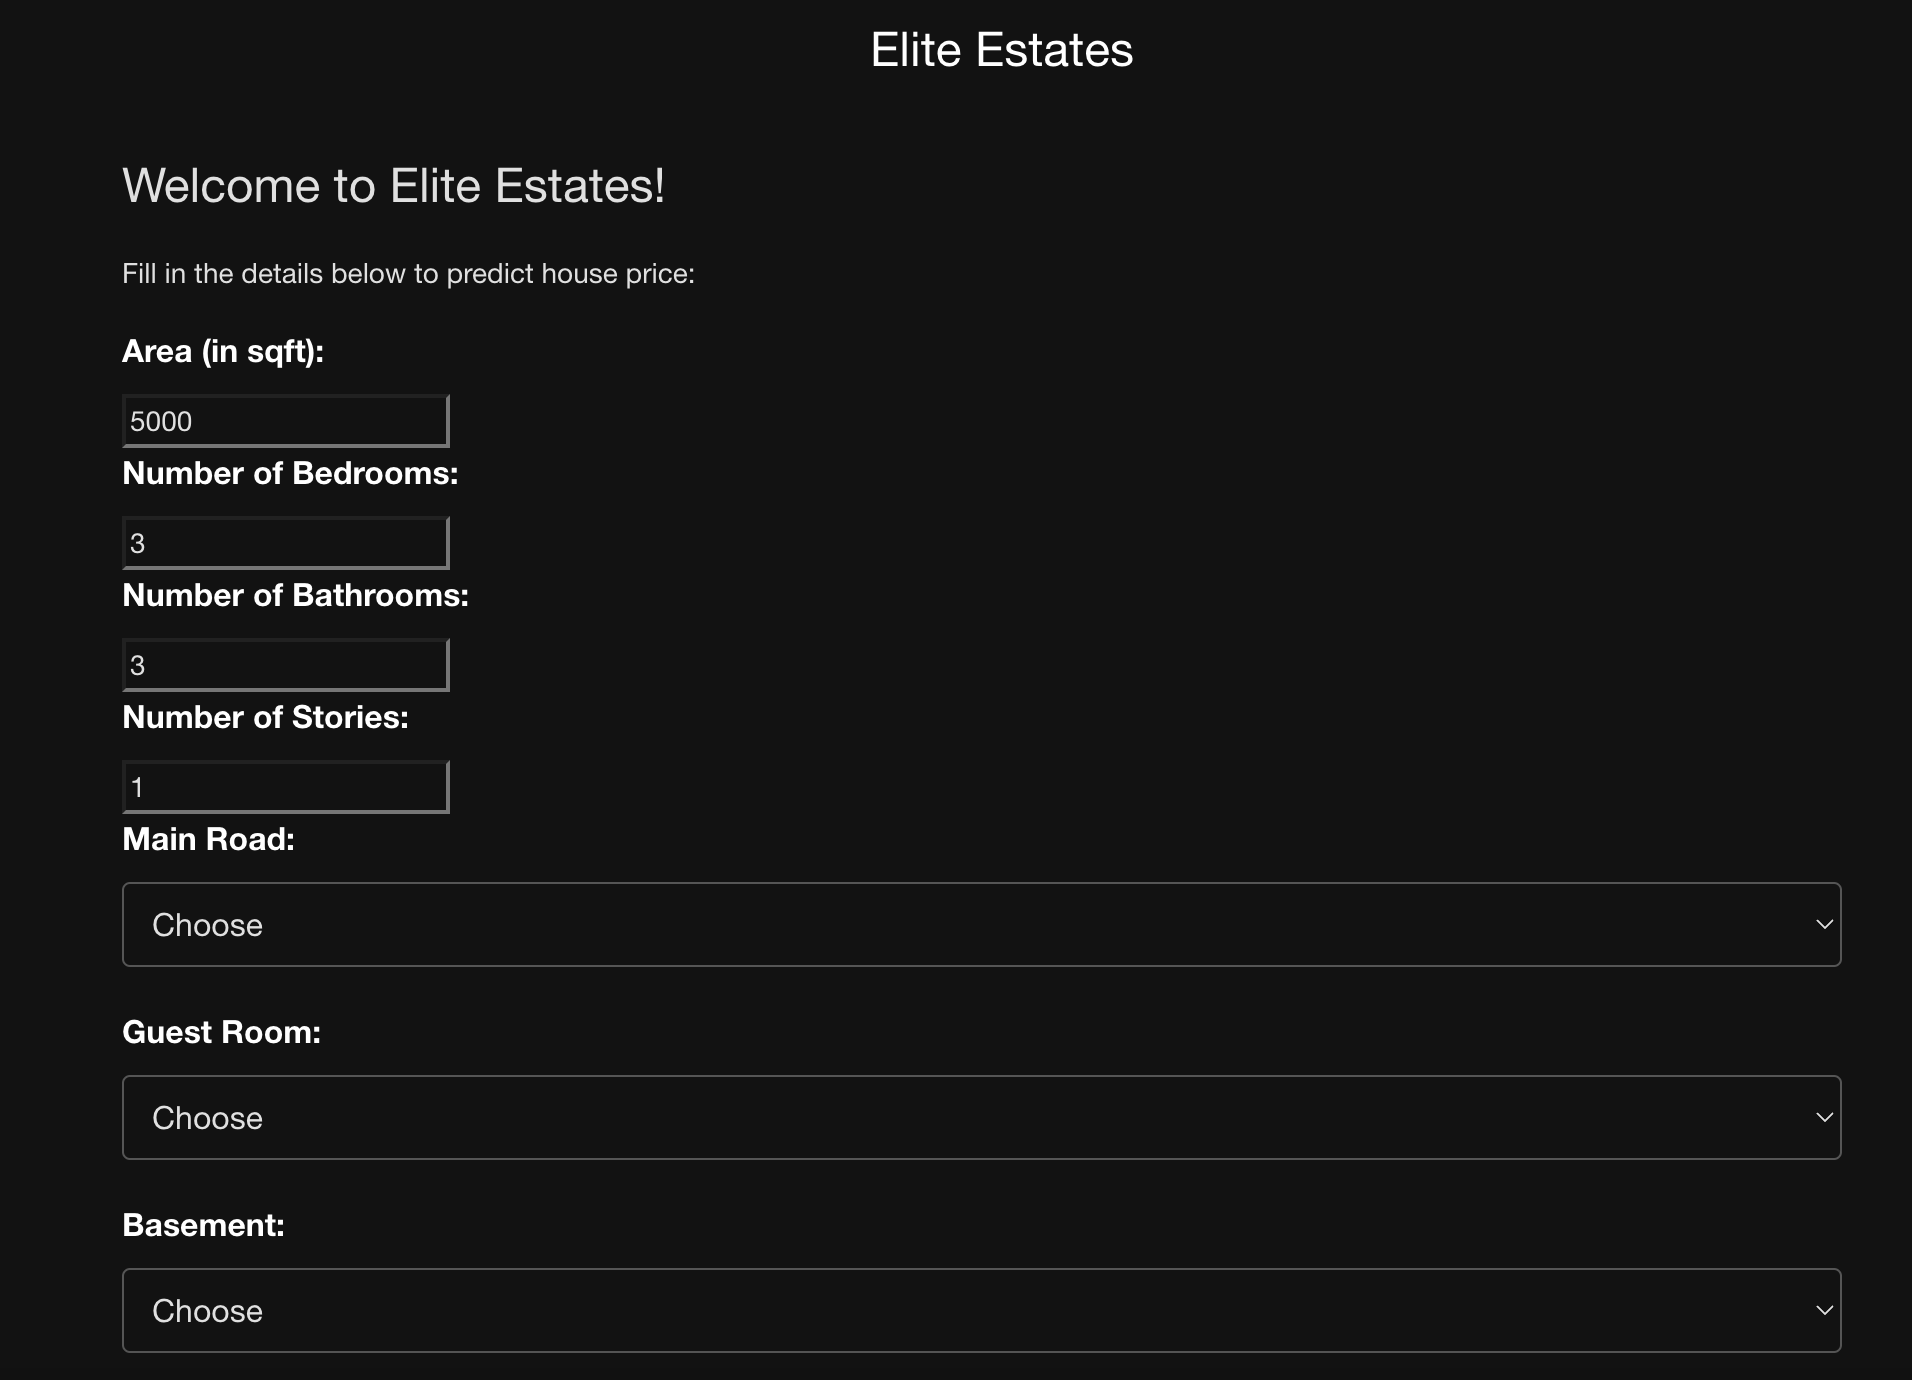 Elite Estates
Welcome to Elite Estates!
Fill in the details below to predict house price:
Area (in sqft):
5000
Number of Bedrooms:
3
Number of Bathrooms:
3
Number of Stories:
1
Main Road:
Choose
Guest Room:
Choose
Basement:
Choose